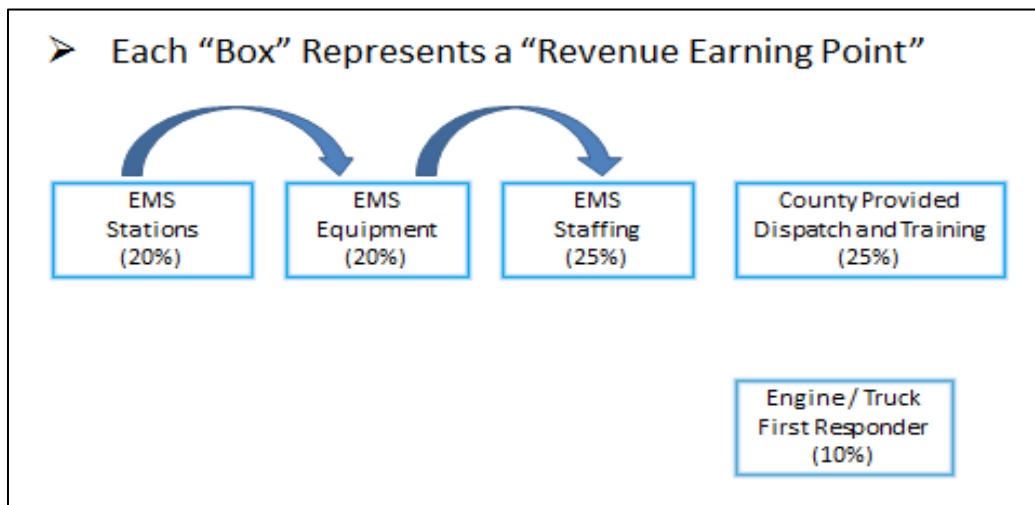 ➤ Each “Box” Represents a “Revenue Earning Point”
EMS
Stations
(20%)
EMS
Equipment
(20%)
EMS
Staffing
(25%)
County Provided
Dispatch and Training
(25%)
Engine / Truck
First Responder
(10%)